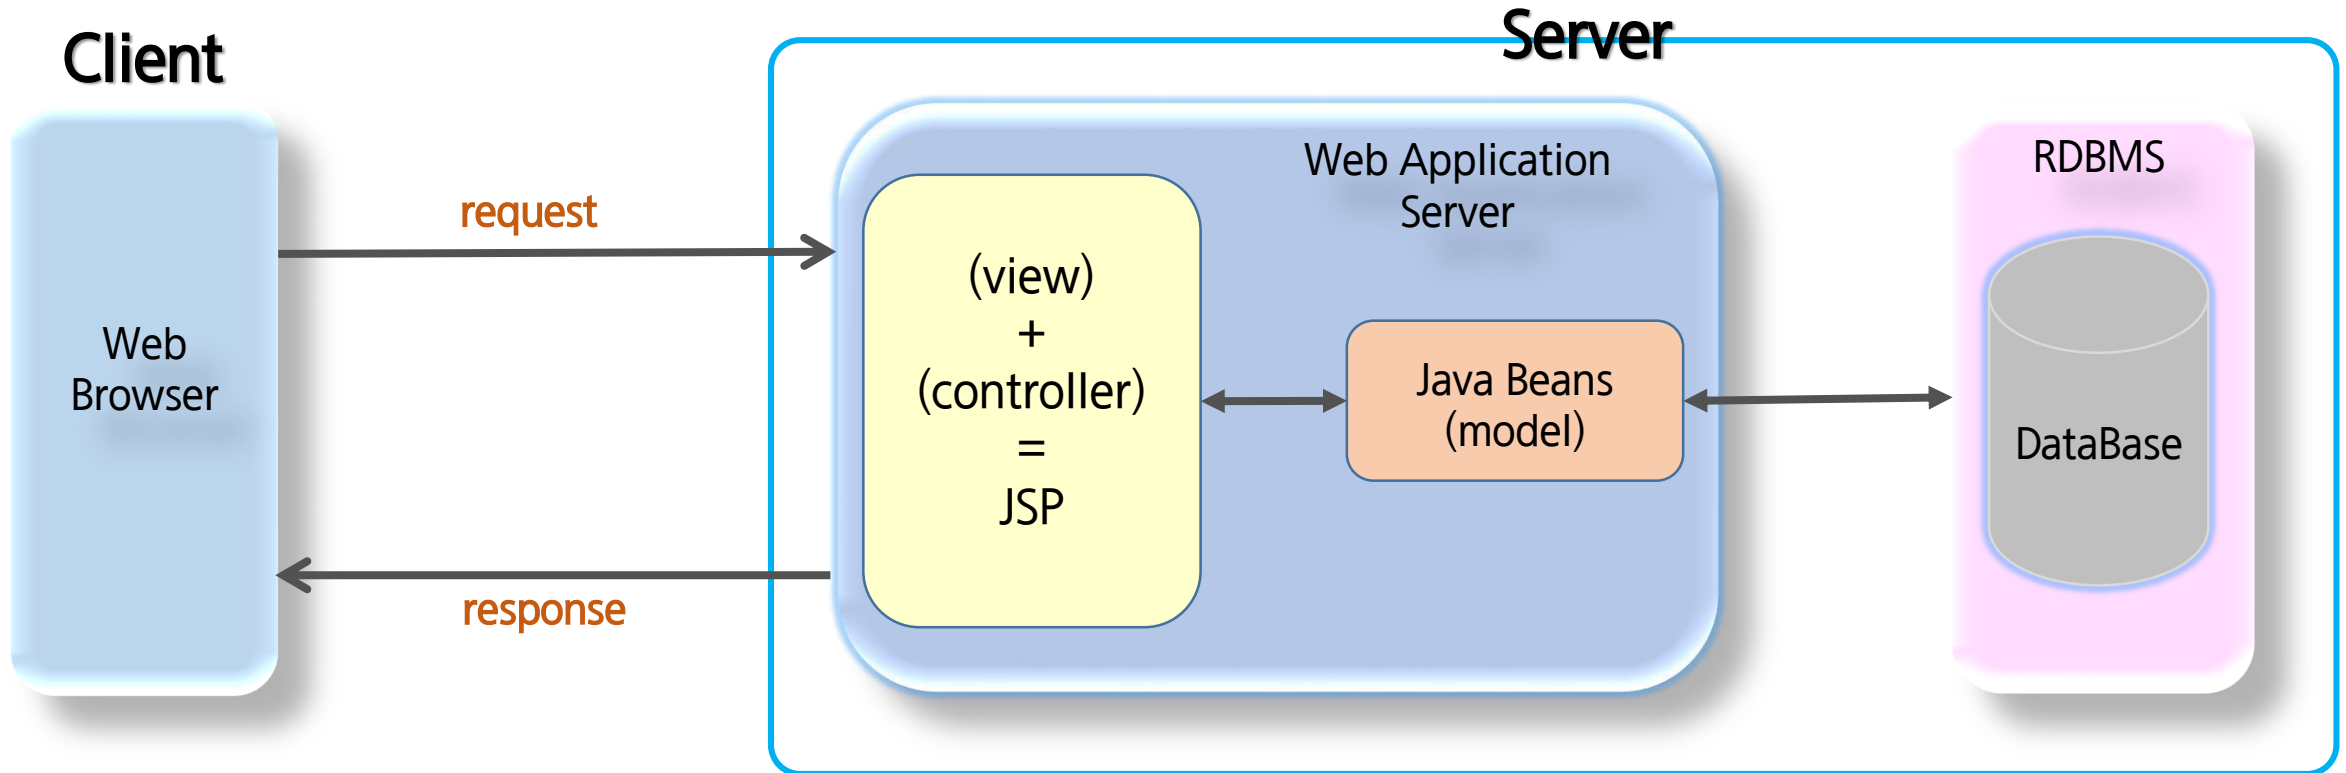 Client
Server
Web
Browser
request
response
Web Application
Server
(view)
+
(controller)
=
JSP
Java Beans
(model)
RDBMS
DataBase